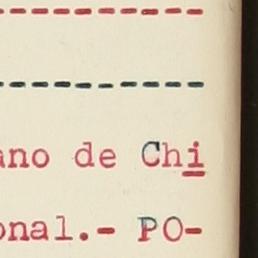 ano de Chi
onal.- PO-